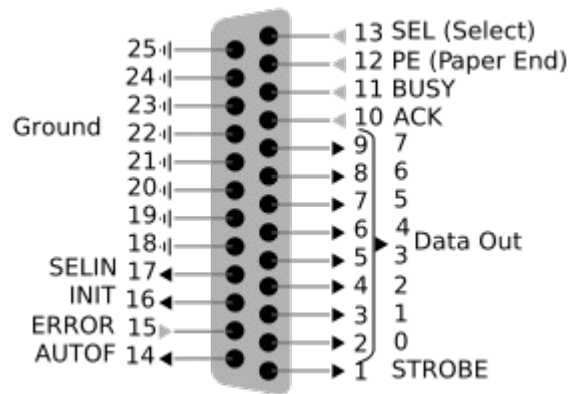 13 SEL (Select)
25
12 PE (Paper End)
24
11 BUSY
23
10 ACK
Ground
22
9 7
21
8 6
20
7 5
19
6 4
Data Out
18
5 3
SELIN 17
4 2
INIT 16
3 1
ERROR 15
2 0
AUTOF 14
1 STROBE